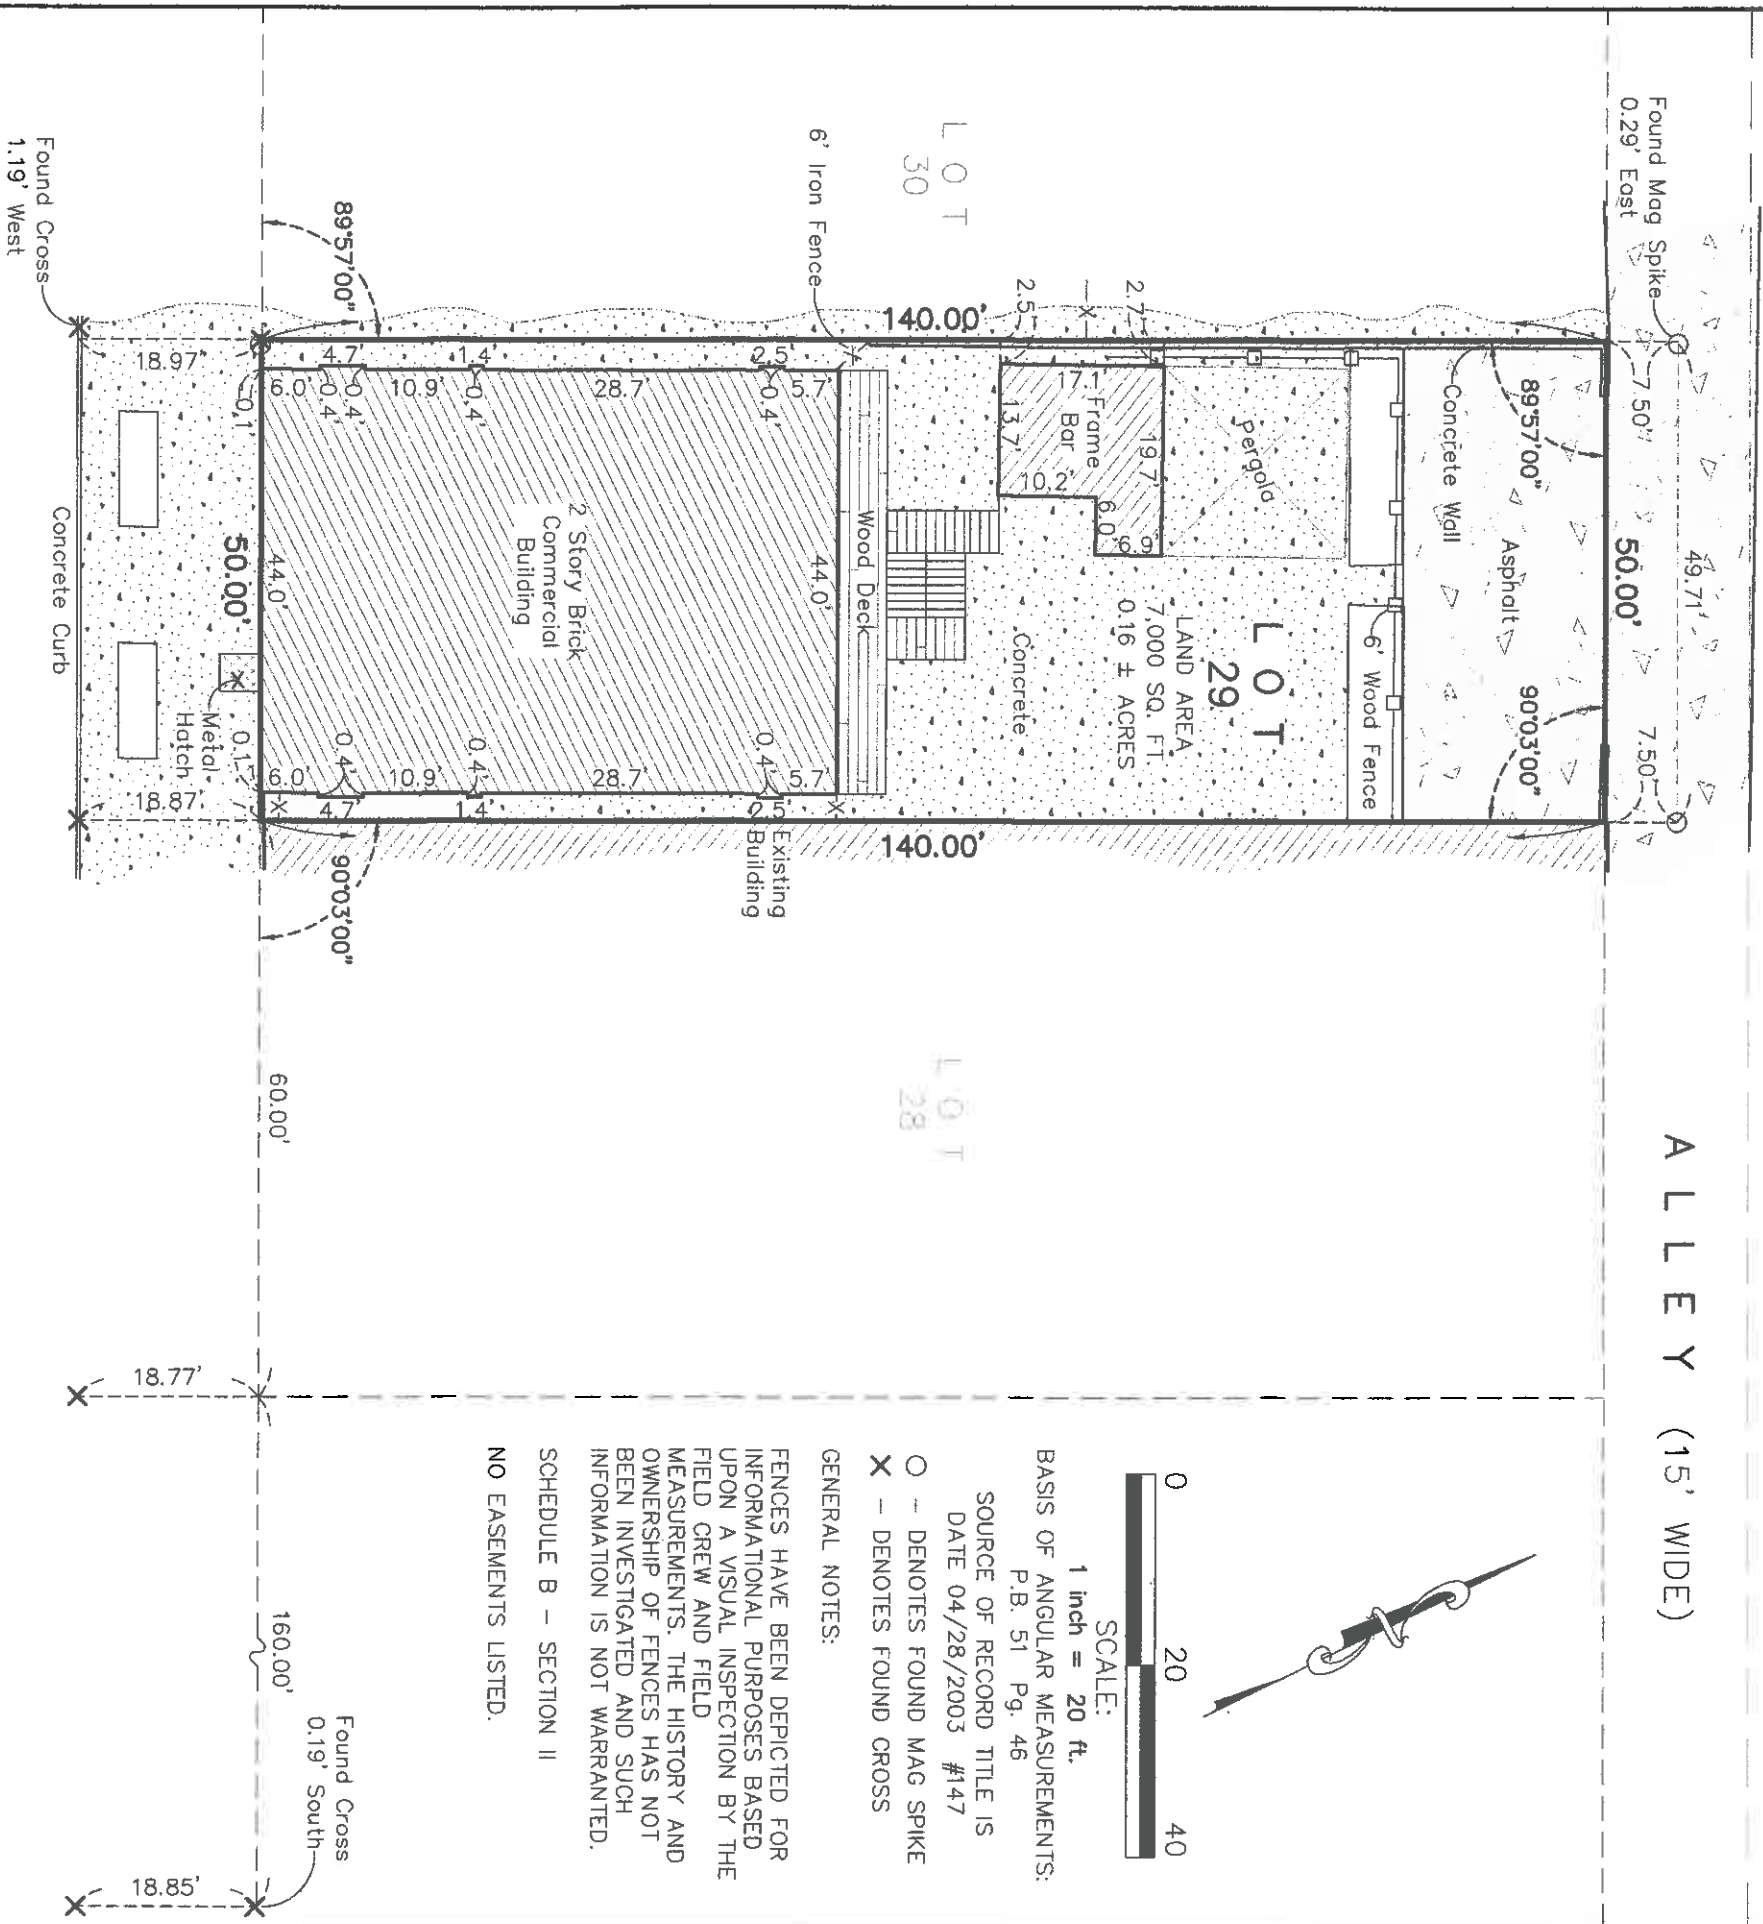 ALLEY (15' WIDE)
Found Mag Spike
0.29' East
7.50'
49.71'
7.50'
50.00'
89°57'00"
90°03'00"
Asphalt
Concrete Wall
6' Wood Fence
LOT
30
LOT
29
LAND AREA
7,000 SQ. FT.
0.16 ± ACRES
LOT
28
Pergola
2.7'
2.5'
17.1'
Frame
Bar
19.7'
13.7'
10.2'
6.0'
6.9'
Concrete
140.00'
140.00'
6' Iron Fence
Wood Deck
44.0'
2 Story Brick
Commercial
Building
5.7'
2.5'
0.4'
28.7'
1.4'
0.4'
10.9'
4.7'
0.4'
0.4'
6.0'
5.7'
2.5'
0.4'
28.7'
1.4'
0.4'
10.9'
4.7'
0.4'
6.0'
Existing
Building
44.0'
50.00'
89°57'00"
90°03'00"
0.1'
0.1'
Metal
Hatch
18.97'
18.87'
Found Cross
1.19' West
Concrete Curb
60.00'
160.00'
18.77'
18.85'
Found Cross
0.19' South
0 20 40
SCALE:
1 inch = 20 ft.
BASIS OF ANGULAR MEASUREMENTS:
P.B. 51 Pg. 46
SOURCE OF RECORD TITLE IS
DATE 04/28/2003 #147
O -- DENOTES FOUND MAG SPIKE
X -- DENOTES FOUND CROSS
GENERAL NOTES:
FENCES HAVE BEEN DEPICTED FOR
INFORMATIONAL PURPOSES BASED
UPON A VISUAL INSPECTION BY THE
FIELD CREW AND FIELD
MEASUREMENTS. THE HISTORY AND
OWNERSHIP OF FENCES HAS NOT
BEEN INVESTIGATED AND SUCH
INFORMATION IS NOT WARRANTED.
SCHEDULE B - SECTION II
NO EASEMENTS LISTED.